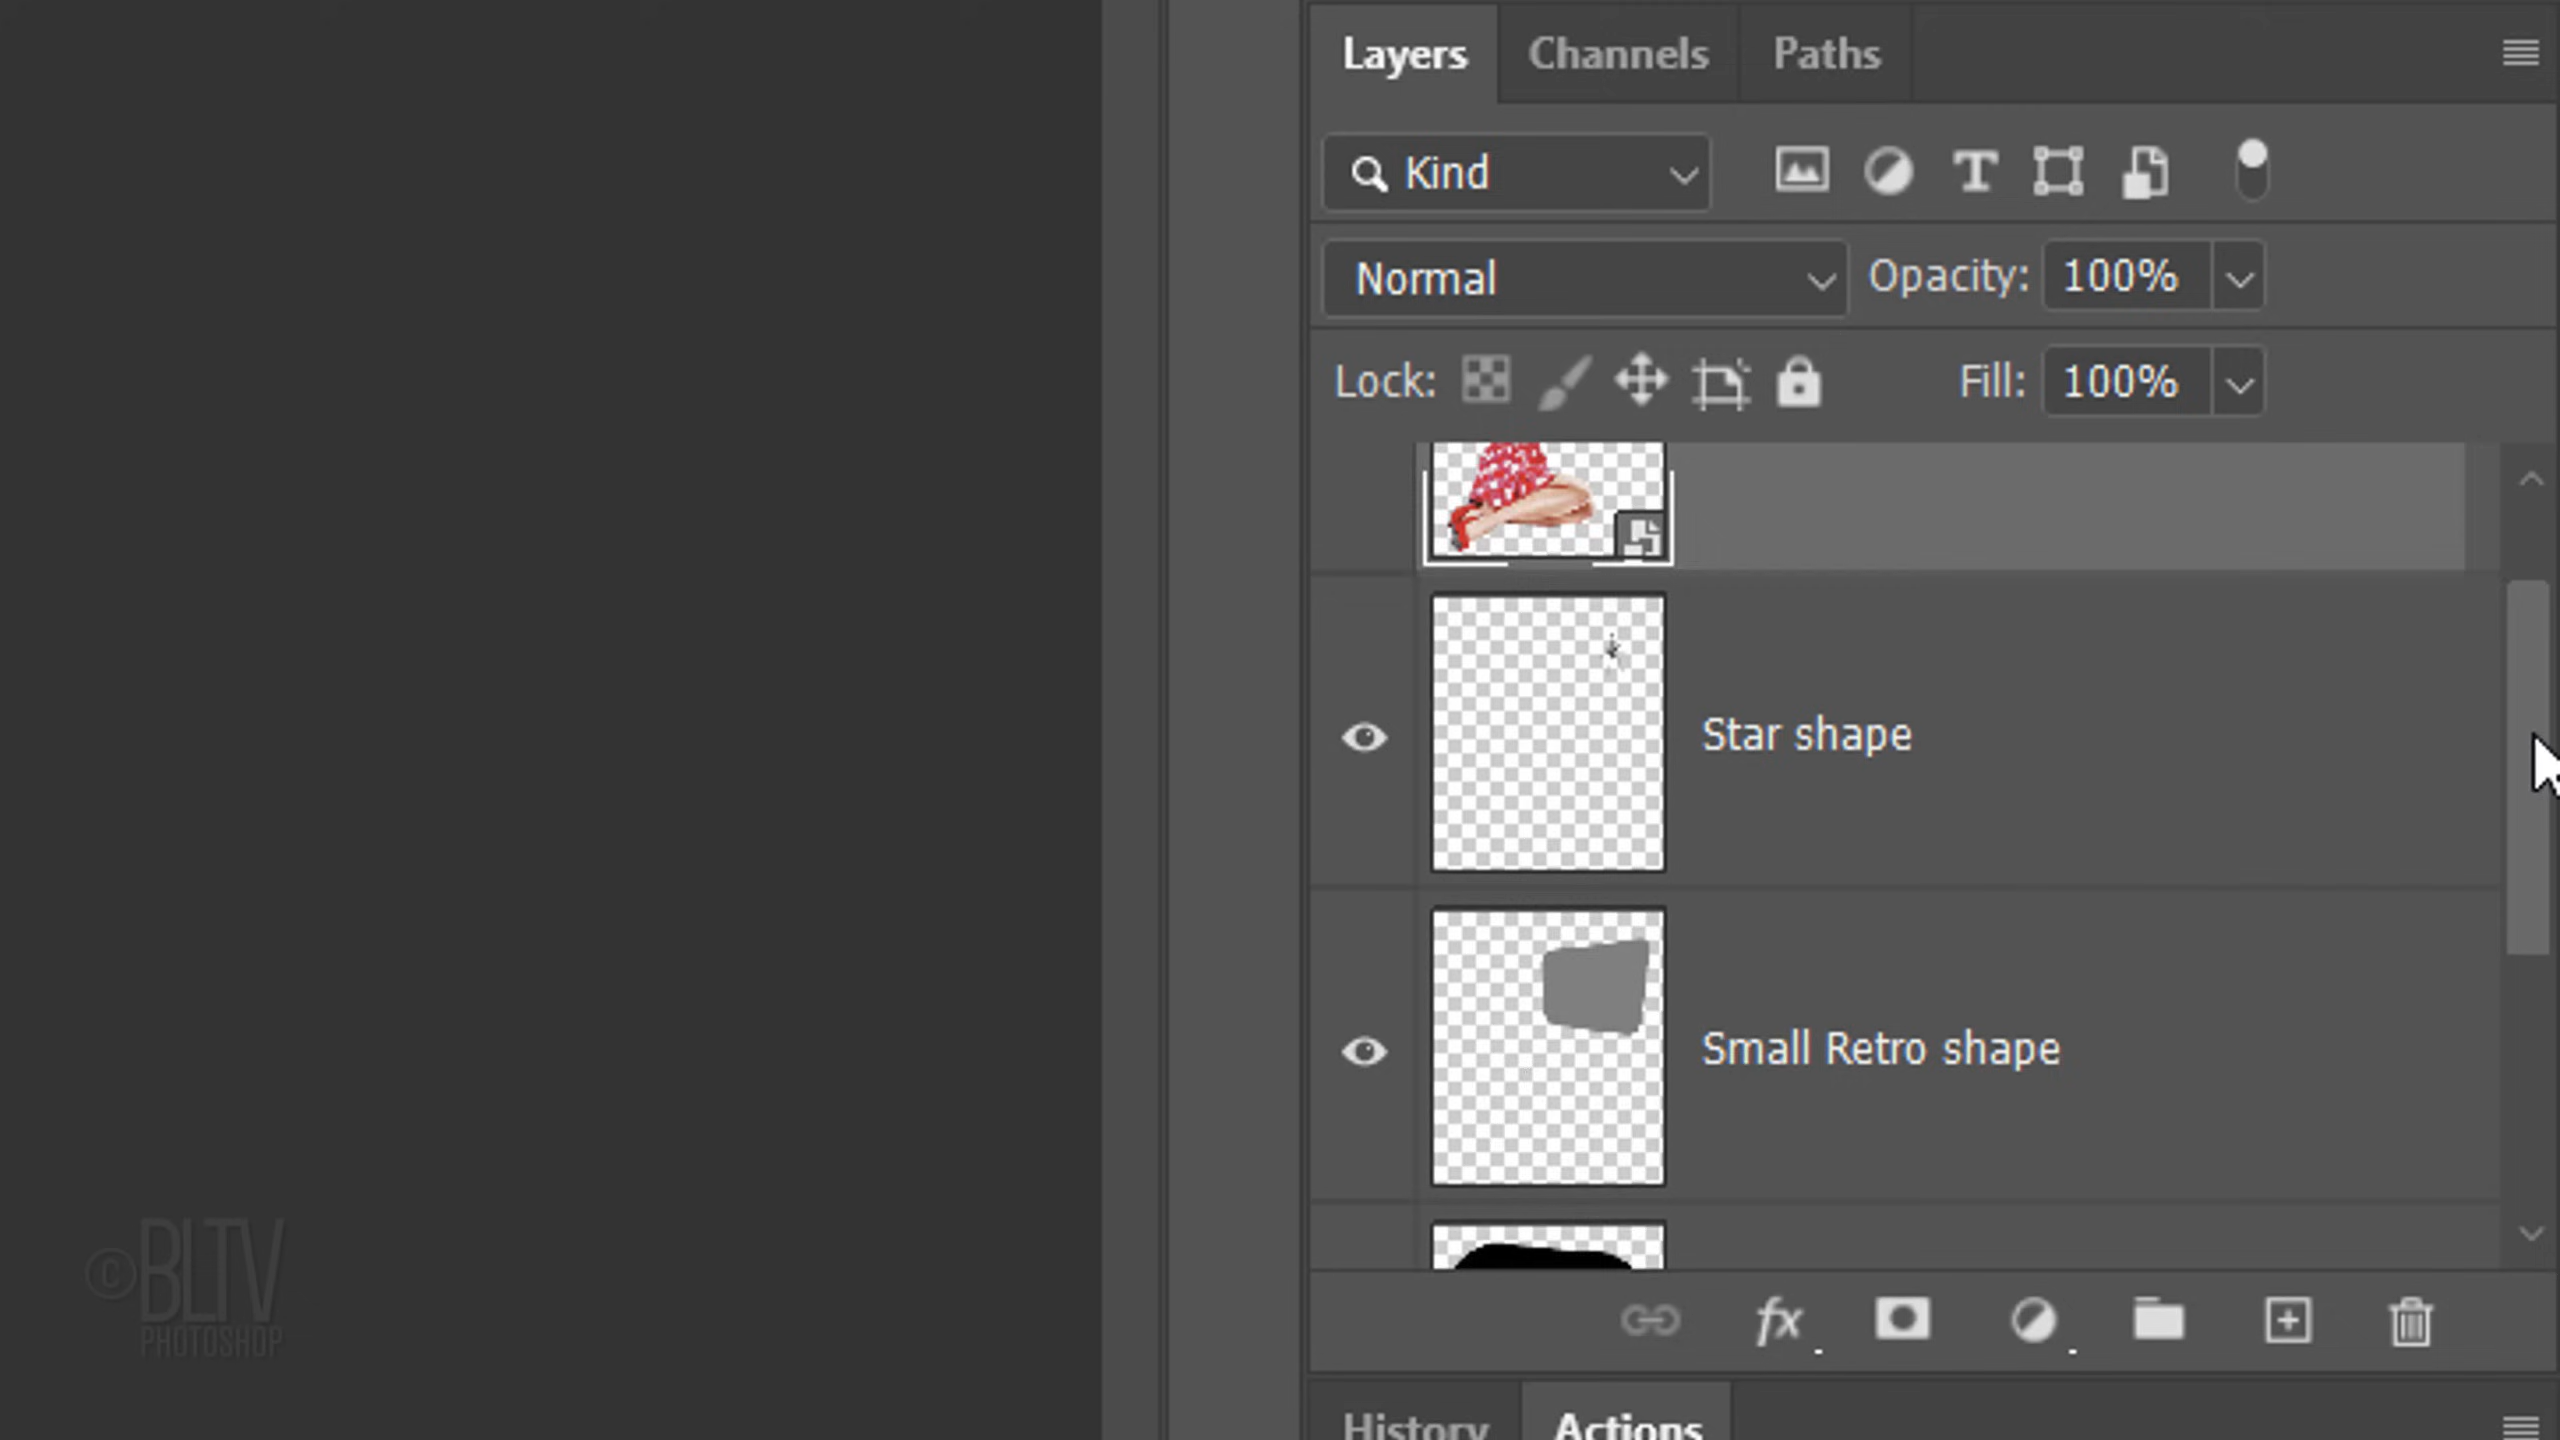 Layers Channels Paths
Kind
Normal Opacity: 100%
Lock: Fill: 100%
Star shape
Small Retro shape
fx
History Actions
©BLTV
PHOTOSHOP